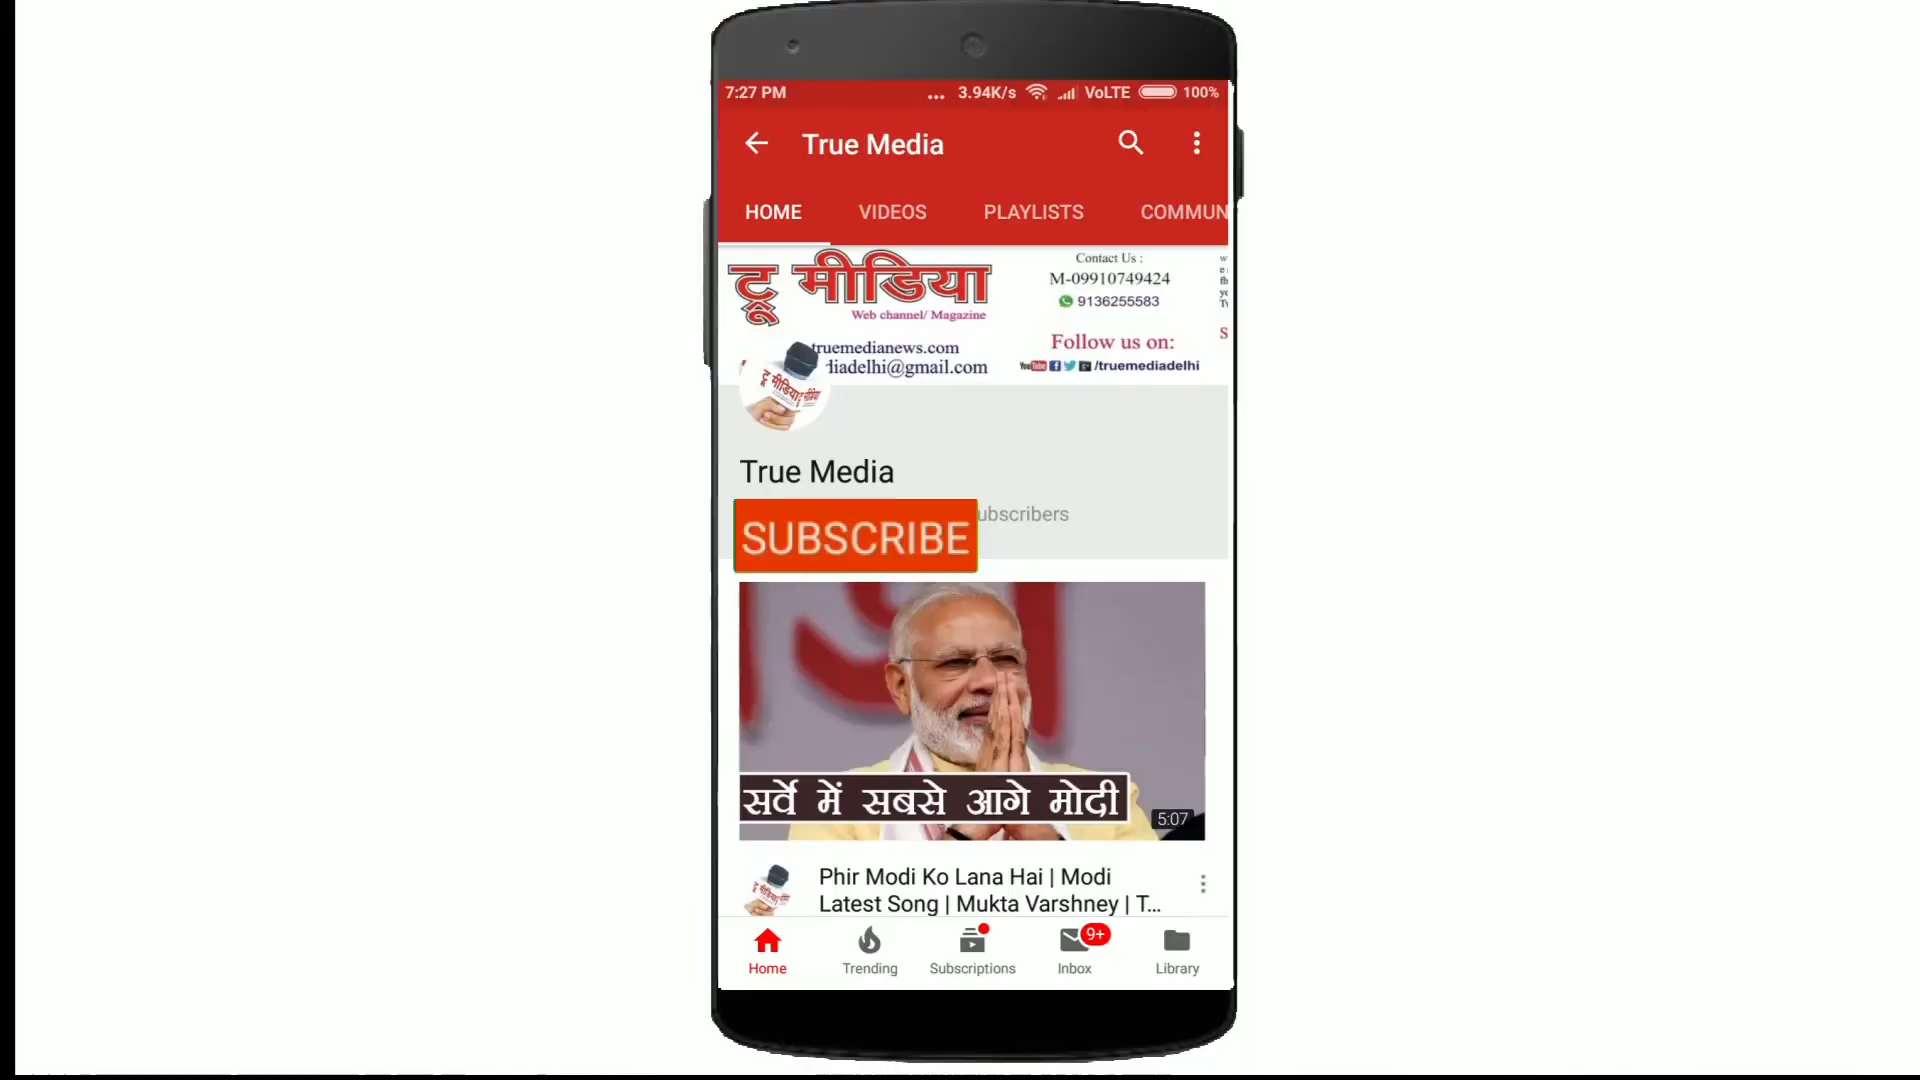 7:27 PM ... 3.94K/s VoLTE 100%
True Media
HOME VIDEOS PLAYLISTS COMMUN
ट्रू मीडिया
Web channel/ Magazine
Contact Us :
M-09910749424
9136255583
truemedianews.com
diadelhi@gmail.com
Follow us on:
You Tube /truemediadelhi
True Media
SUBSCRIBE ubscribers
सर्वे में सबसे आगे मोदी
5:07
Phir Modi Ko Lana Hai | Modi
Latest Song | Mukta Varshney | T...
9+
Home Trending Subscriptions Inbox Library